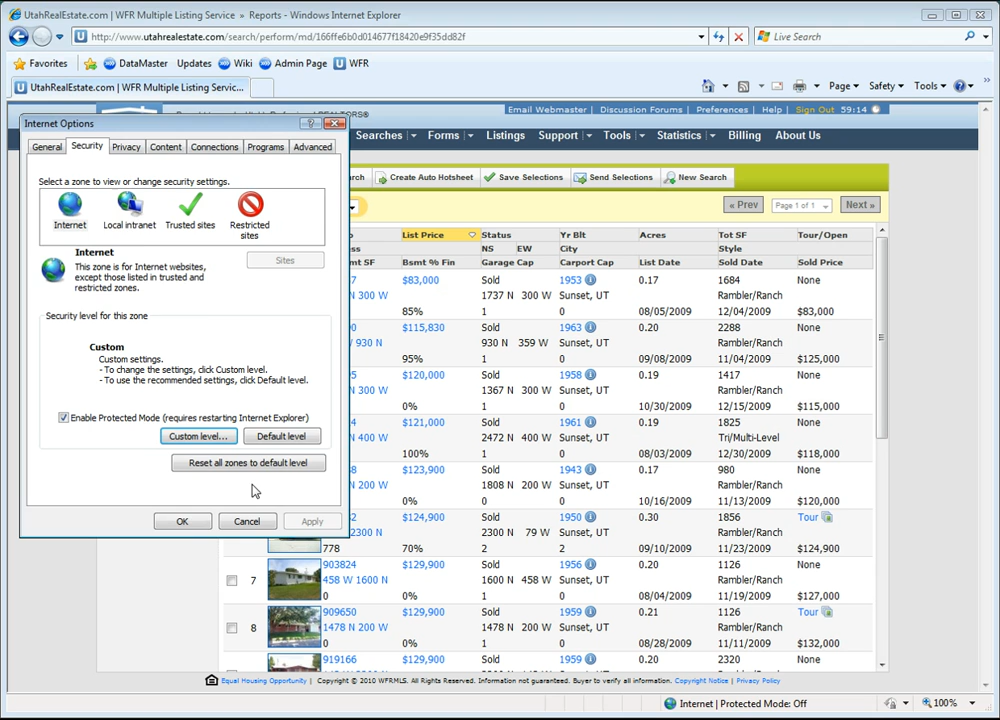 UtahRealEstate.com | WFR Multiple Listing Service » Reports - Windows Internet Explorer
http://www.utahrealestate.com/search/perform/md/166ffe6b0d014677f18420e9f35dd82f
Live Search
Favorites DataMaster Updates Wiki Admin Page WFR
UtahRealEstate.com | WFR Multiple Listing Servic...
Page Safety Tools
Email Webmaster | Discussion Forums | Preferences | Help | Sign Out 59:14
Searches Forms Listings Support Tools Statistics Billing About Us
Create Auto Hotsheet Save Selections Send Selections New Search
« Prev Page 1 of 1 Next »
Internet Options
General Security Privacy Content Connections Programs Advanced
Select a zone to view or change security settings.
Internet Local intranet Trusted sites Restricted
sites
Internet
Sites
This zone is for Internet websites,
except those listed in trusted and
restricted zones.
Security level for this zone
Custom
Custom settings.
- To change the settings, click Custom level.
- To use the recommended settings, click Default level.
Enable Protected Mode (requires restarting Internet Explorer)
Custom level... Default level
Reset all zones to default level
OK Cancel Apply
List Price Status Yr Blt Acres Tot SF Tour/Open
NS EW City Style
Bsmt % Fin Garage Cap Carport Cap List Date Sold Date Sold Price
$83,000 Sold 1953 0.17 1684 None
300 W 1737 N 300 W Sunset, UT Rambler/Ranch
85% 1 0 08/05/2009 12/04/2009 $83,000
$115,830 Sold 1963 0.20 2288 None
930 N 930 N 359 W Sunset, UT Rambler/Ranch
95% 1 0 09/08/2009 11/04/2009 $125,000
$120,000 Sold 1958 0.19 1417 None
300 W 1367 N 300 W Sunset, UT Rambler/Ranch
0% 1 0 10/30/2009 12/15/2009 $115,000
$121,000 Sold 1961 0.19 1825 None
400 W 2472 N 400 W Sunset, UT Tri/Multi-Level
100% 1 0 08/03/2009 12/30/2009 $118,000
$123,900 Sold 1943 0.17 980 None
200 W 1808 N 200 W Sunset, UT Rambler/Ranch
0% 0 0 10/16/2009 11/13/2009 $120,000
$124,900 Sold 1950 0.30 1856 Tour
2300 N 2300 N 79 W Sunset, UT Rambler/Ranch
778 70% 2 2 09/10/2009 11/23/2009 $124,900
903824 $129,900 Sold 1956 0.20 1126 None
7 458 W 1600 N 1600 N 458 W Sunset, UT Rambler/Ranch
0 0% 1 0 08/04/2009 11/19/2009 $127,000
909650 $129,900 Sold 1959 0.21 1126 Tour
8 1478 N 200 W 1478 N 200 W Sunset, UT Rambler/Ranch
0 0% 1 0 08/28/2009 11/11/2009 $132,000
919166 $129,900 Sold 1959 0.20 2320 None
Equal Housing Opportunity | Copyright © 2010 WFRMLS. All Rights Reserved. Information not guaranteed. Buyer to verify all information. Copyright Notice | Privacy Policy
Internet | Protected Mode: Off 100%